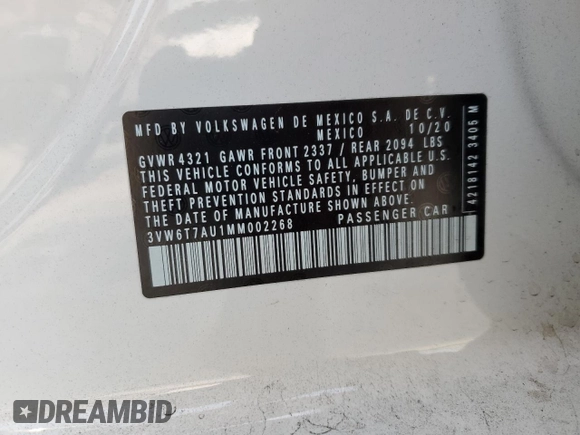 MFD BY VOLKSWAGEN DE MEXICO S.A. DE C.V.
MEXICO 10/20
GVWR 4321 GAWR FRONT 2337 / REAR 2094 LBS
THIS VEHICLE CONFORMS TO ALL APPLICABLE U.S.
FEDERAL MOTOR VEHICLE SAFETY, BUMPER AND
THEFT PREVENTION STANDARDS IN EFFECT ON
THE DATE OF MANUFACTURE SHOWN ABOVE.
3VW6T7AU1MM002268 PASSENGER CAR
4218142 3405 M
DREAMBID